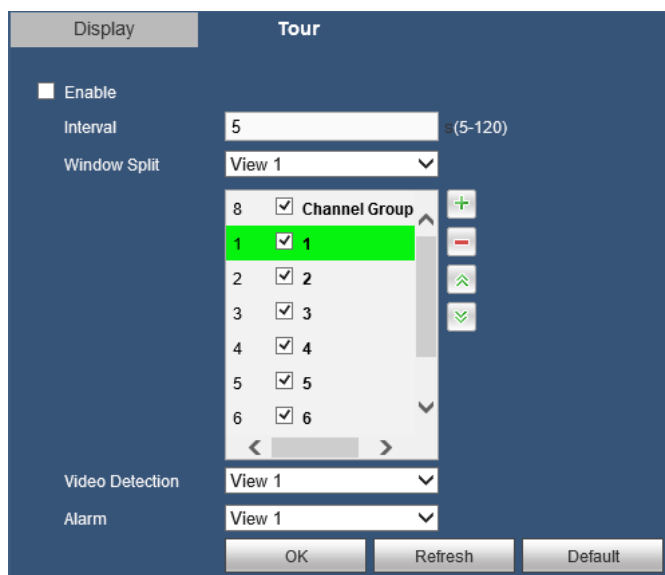 Display Tour
Enable
Interval 5 s(5-120)
Window Split View 1
8 Channel Group
1 1
2 2
3 3
4 4
5 5
6 6
Video Detection View 1
Alarm View 1
OK Refresh Default